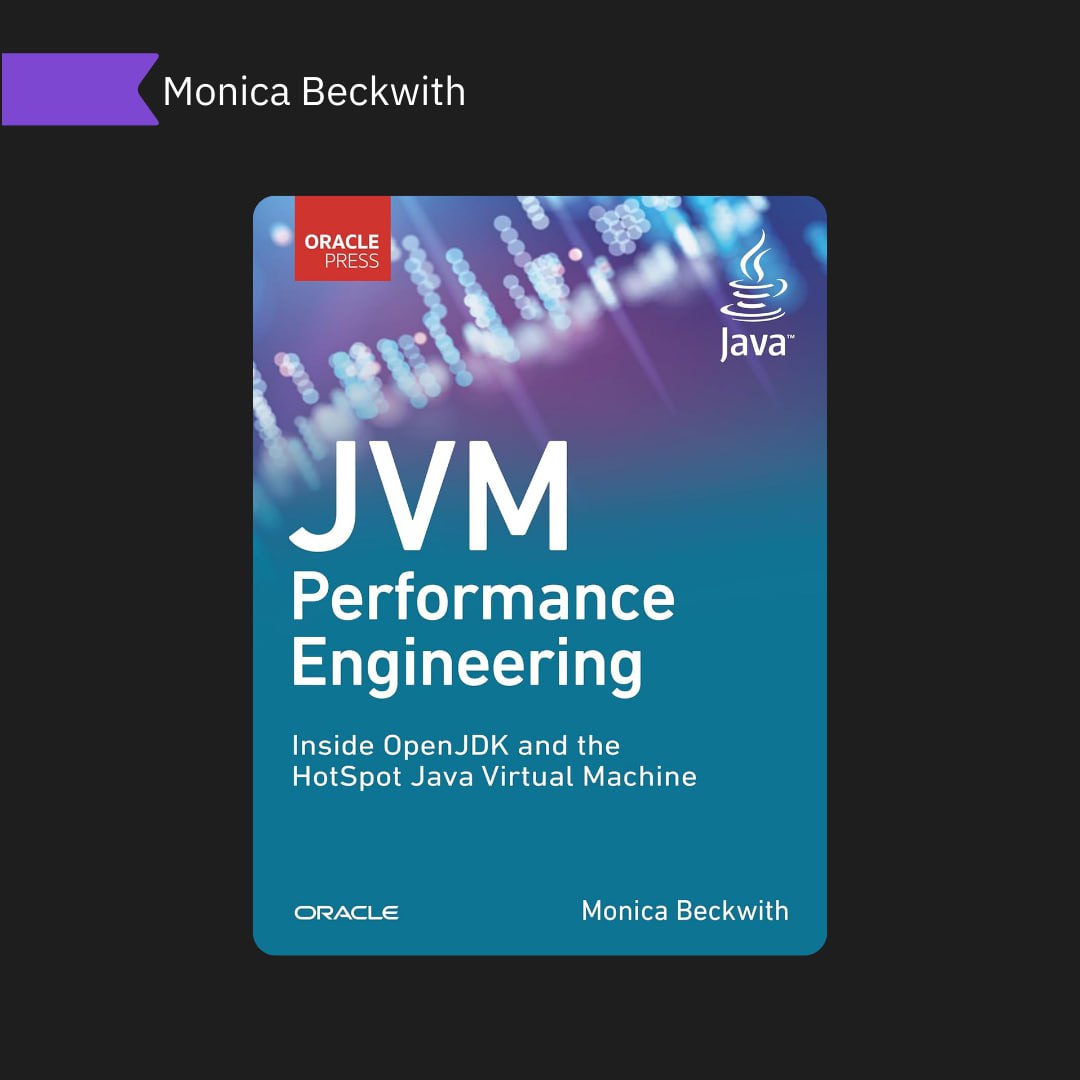 Monica Beckwith
ORACLE
PRESS
Java™
JVM
Performance
Engineering
Inside OpenJDK and the
HotSpot Java Virtual Machine
ORACLE
Monica Beckwith